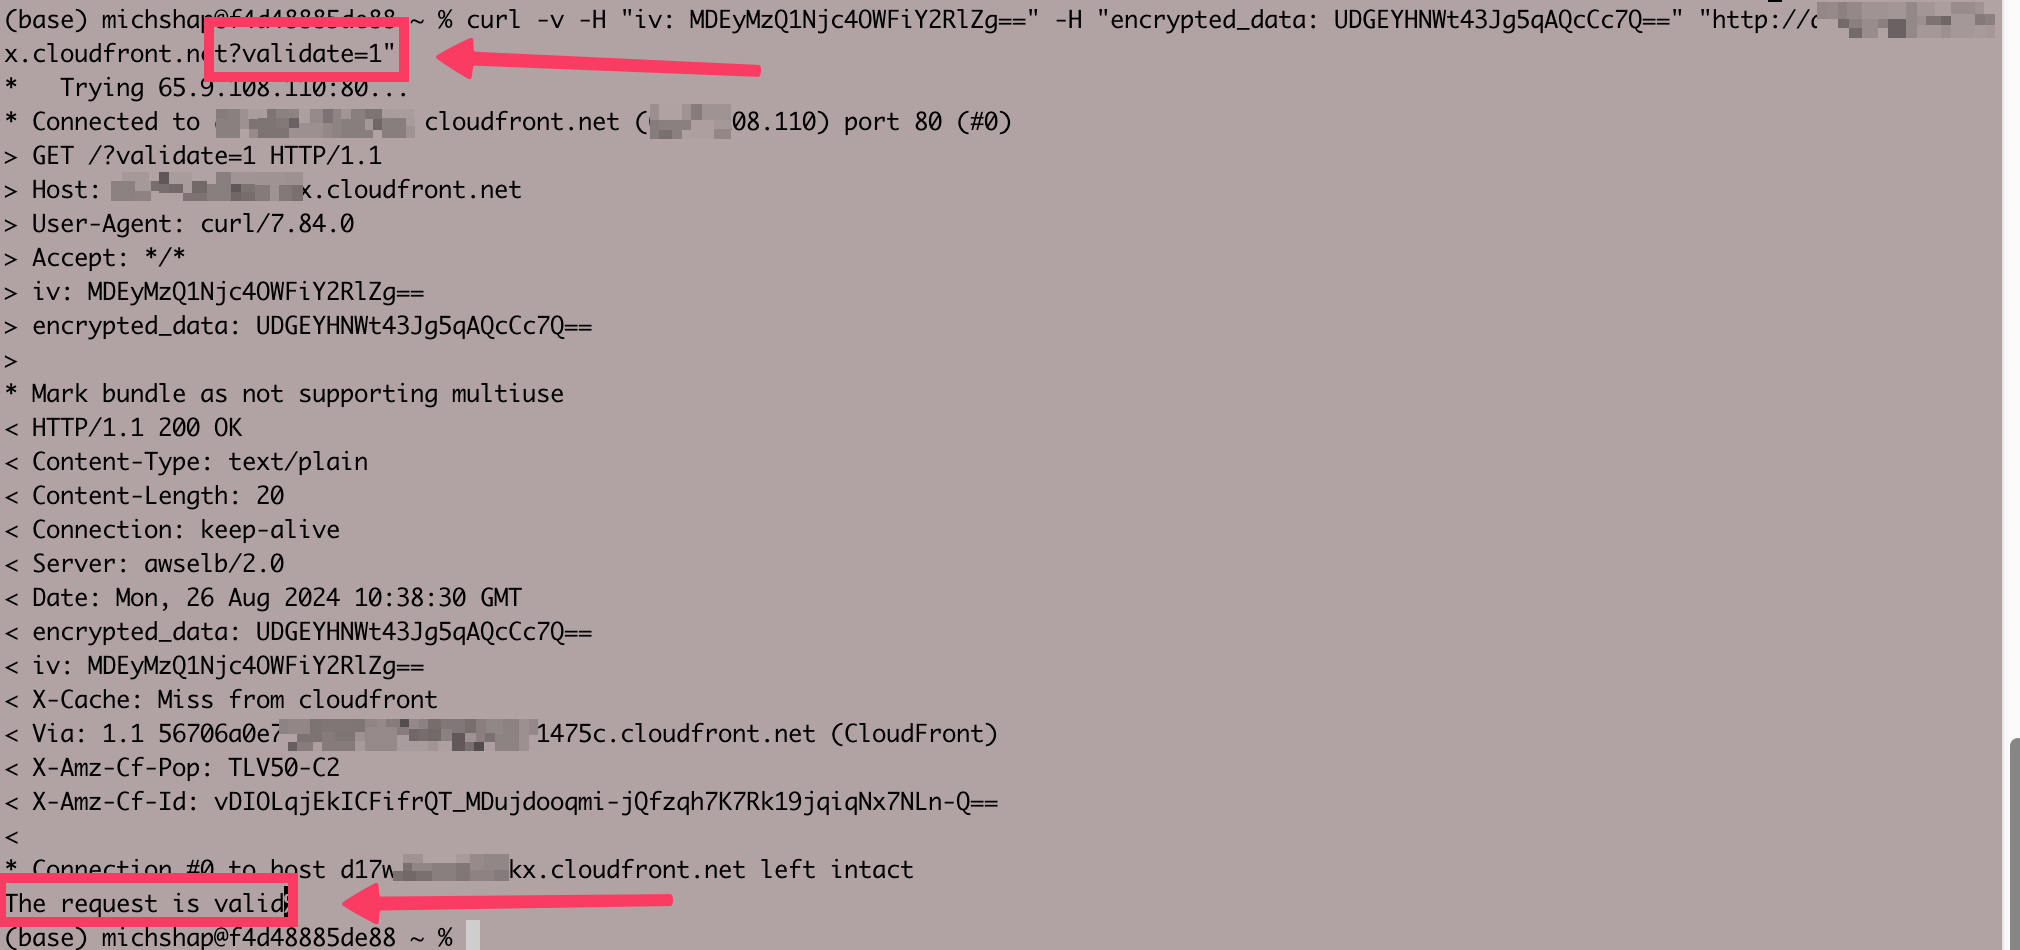 (base) michshap@f4d48885de88 ~ % curl -v -H "iv: MDEyMzQ1Njc4OWFiY2RlZg==" -H "encrypted_data: UDGEYHNWt43Jg5qAQcCc7Q==" "http://
x.cloudfront.net?validate=1"
*   Trying 65.9.108.110:80...
* Connected to cloudfront.net ( 08.110) port 80 (#0)
> GET /?validate=1 HTTP/1.1
> Host: x.cloudfront.net
> User-Agent: curl/7.84.0
> Accept: */*
> iv: MDEyMzQ1Njc4OWFiY2RlZg==
> encrypted_data: UDGEYHNWt43Jg5qAQcCc7Q==
>
* Mark bundle as not supporting multiuse
< HTTP/1.1 200 OK
< Content-Type: text/plain
< Content-Length: 20
< Connection: keep-alive
< Server: awselb/2.0
< Date: Mon, 26 Aug 2024 10:38:30 GMT
< encrypted_data: UDGEYHNWt43Jg5qAQcCc7Q==
< iv: MDEyMzQ1Njc4OWFiY2RlZg==
< X-Cache: Miss from cloudfront
< Via: 1.1 56706a0e7 1475c.cloudfront.net (CloudFront)
< X-Amz-Cf-Pop: TLV50-C2
< X-Amz-Cf-Id: vDIOLqjEkICFifrQT_MDujdooqmi-jQfzqh7K7Rk19jqiqNx7NLn-Q==
<
* Connection #0 to host d17w kx.cloudfront.net left intact
The request is valid
(base) michshap@f4d48885de88 ~ %